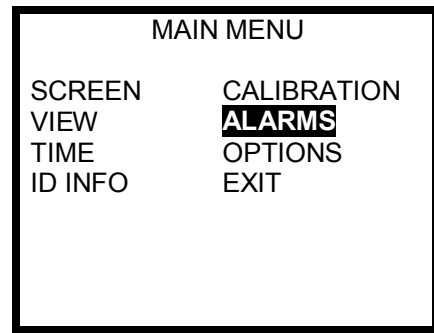 MAIN MENU
SCREEN CALIBRATION
VIEW ALARMS
TIME OPTIONS
ID INFO EXIT